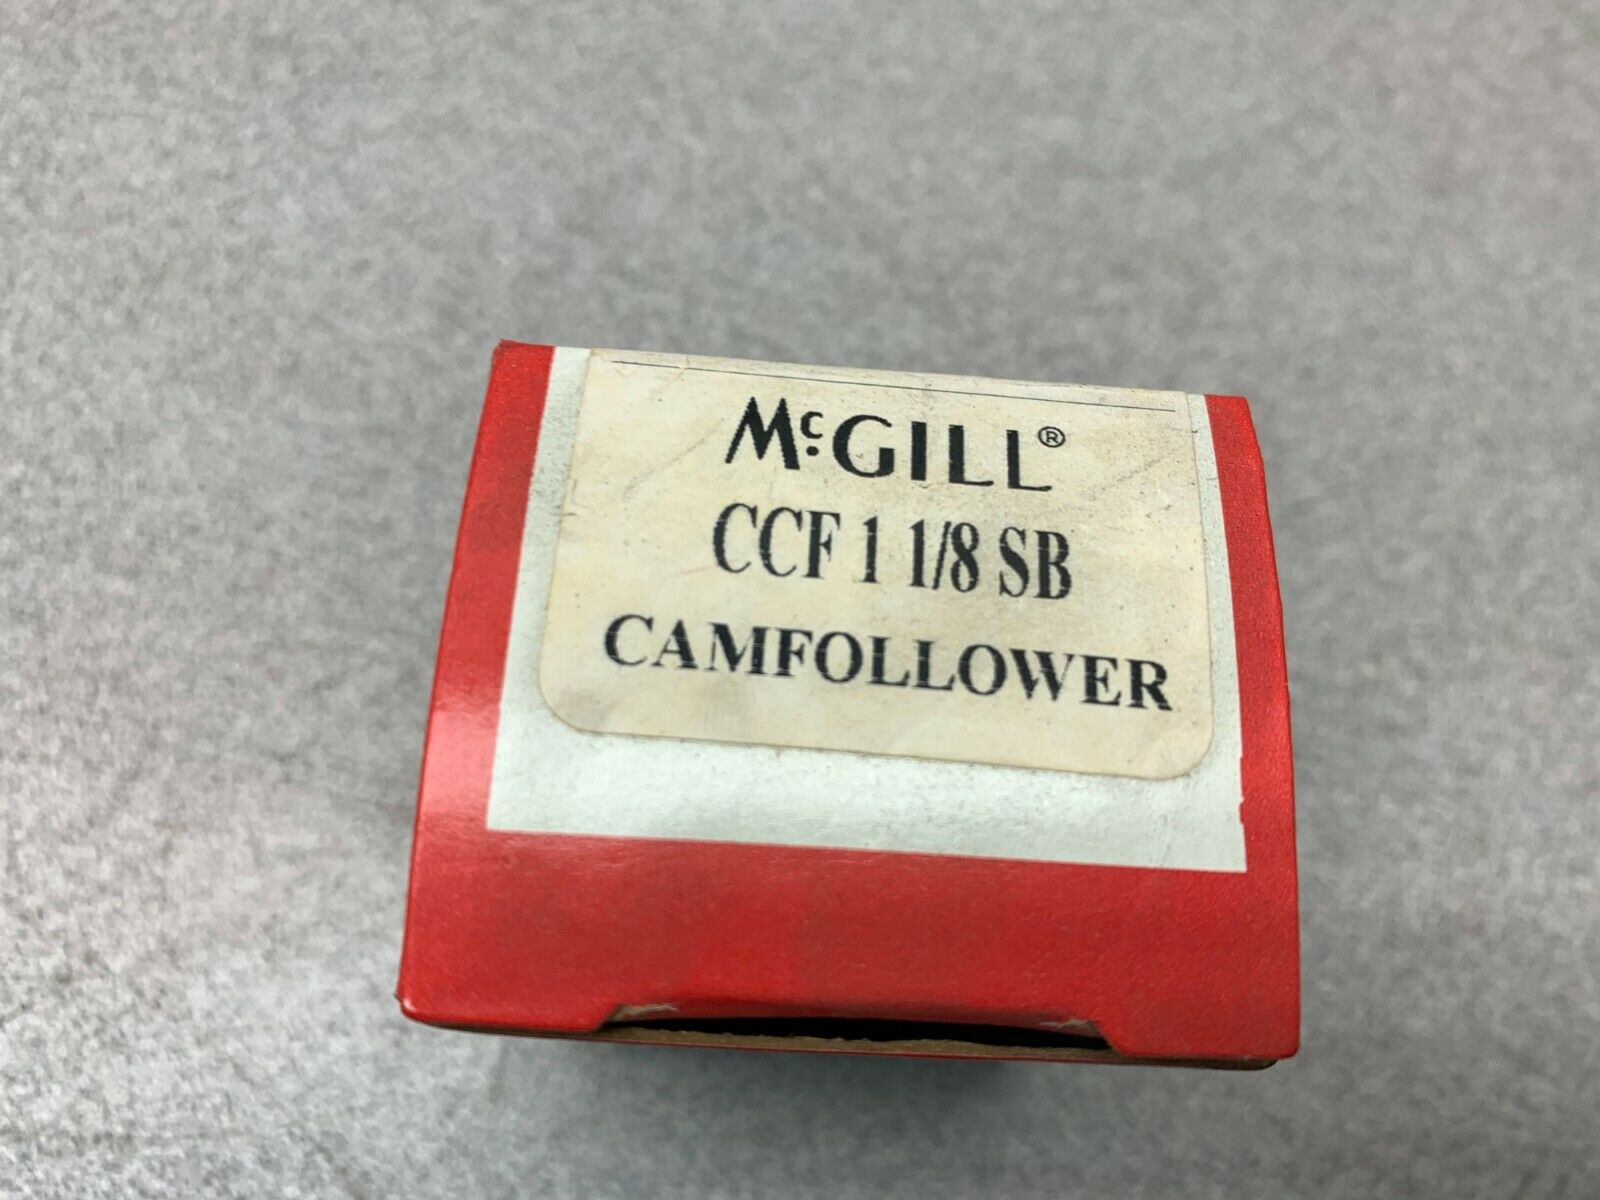 McGILL®
CCF 1 1/8 SB
CAMFOLLOWER